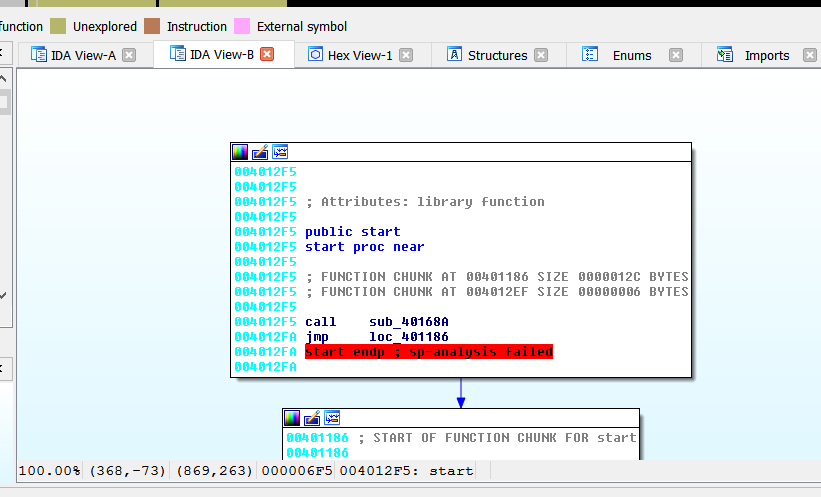 function Unexplored Instruction External symbol
IDA View-A IDA View-B Hex View-1 Structures Enums Imports
004012F5
004012F5
004012F5 ; Attributes: library function
004012F5
004012F5 public start
004012F5 start proc near
004012F5
004012F5 ; FUNCTION CHUNK AT 00401186 SIZE 0000012C BYTES
004012F5 ; FUNCTION CHUNK AT 004012EF SIZE 00000006 BYTES
004012F5
004012F5 call sub_40168A
004012FA jmp loc_401186
004012FA start endp ; sp-analysis failed
004012FA
00401186 ; START OF FUNCTION CHUNK FOR start
00401186
100.00% (368,-73) (869,263) 000006F5 004012F5: start